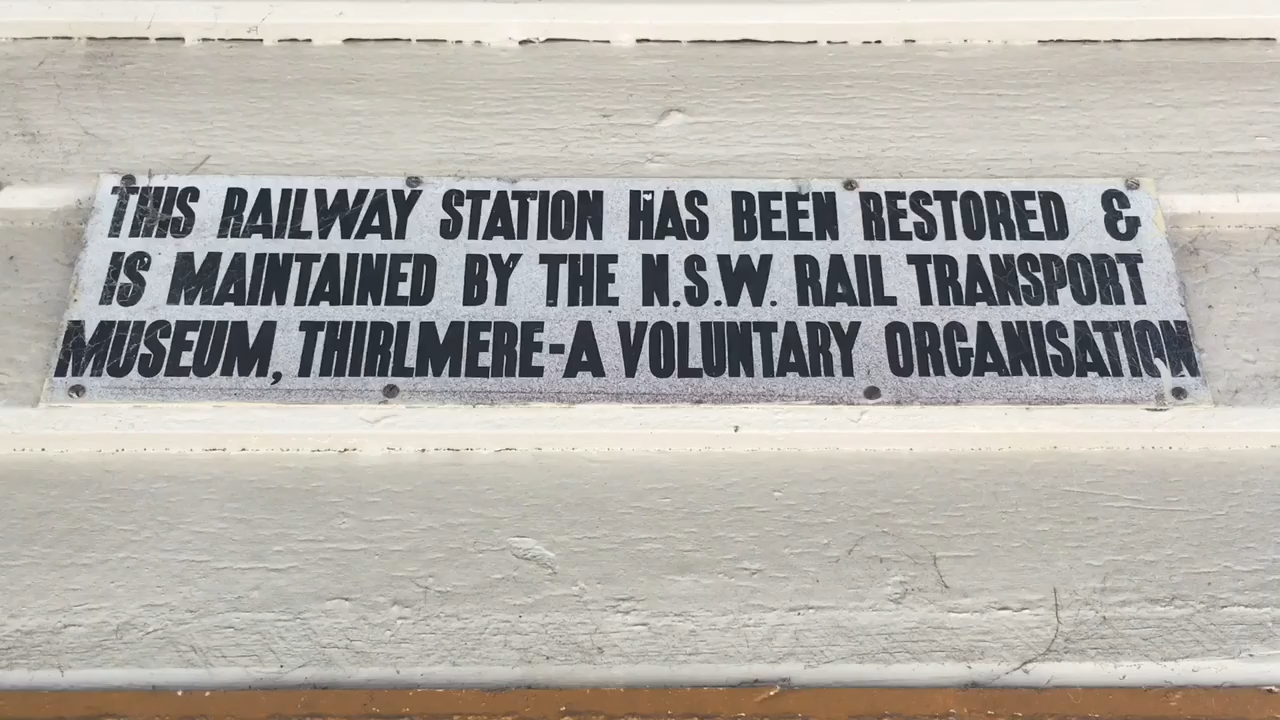 THIS RAILWAY STATION HAS BEEN RESTORED &
IS MAINTAINED BY THE N.S.W. RAIL TRANSPORT
MUSEUM, THIRLMERE-A VOLUNTARY ORGANISATION